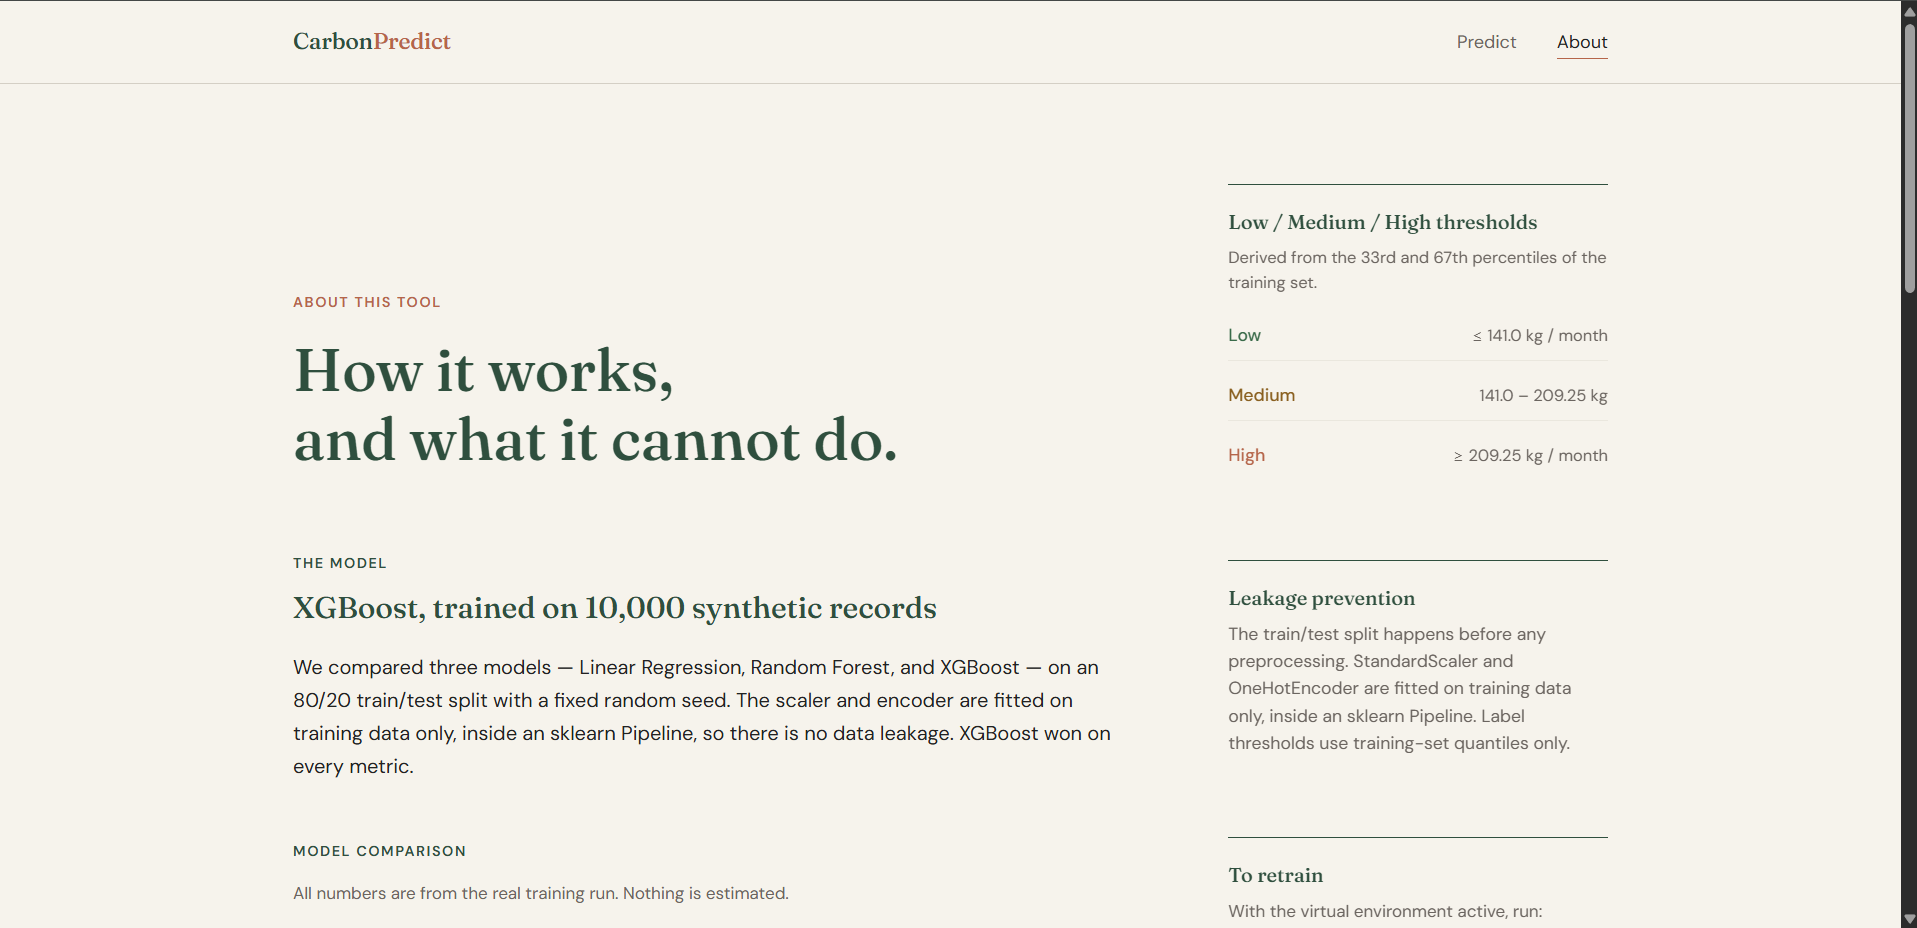 CarbonPredict
Predict
About
ABOUT THIS TOOL
How it works,
and what it cannot do.
THE MODEL
XGBoost, trained on 10,000 synthetic records
We compared three models — Linear Regression, Random Forest, and XGBoost — on an
80/20 train/test split with a fixed random seed. The scaler and encoder are fitted on
training data only, inside an sklearn Pipeline, so there is no data leakage. XGBoost won on
every metric.
MODEL COMPARISON
All numbers are from the real training run. Nothing is estimated.
Low / Medium / High thresholds
Derived from the 33rd and 67th percentiles of the
training set.
Low ≤ 141.0 kg / month
Medium 141.0 – 209.25 kg
High ≥ 209.25 kg / month
Leakage prevention
The train/test split happens before any
preprocessing. StandardScaler and
OneHotEncoder are fitted on training data
only, inside an sklearn Pipeline. Label
thresholds use training-set quantiles only.
To retrain
With the virtual environment active, run: